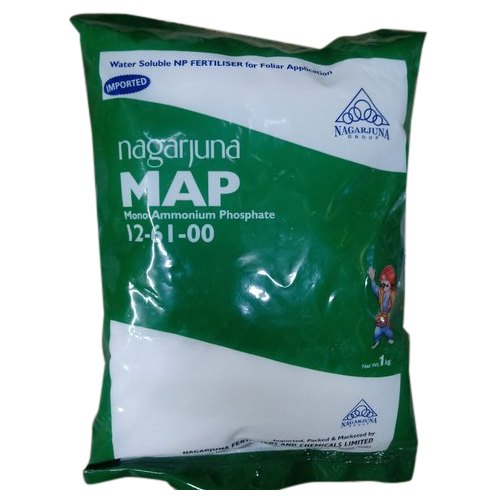 Water Soluble NP FERTILISER for Foliar Application
IMPORTED
NAGARJUNA
GROUP
nagarjuna
MAP
Mono Ammonium Phosphate
12-61-00
Net Wt. 1 kg
NAGARJUNA
Imported, Packed & Marketed by
NAGARJUNA FERTILIZERS AND CHEMICALS LIMITED